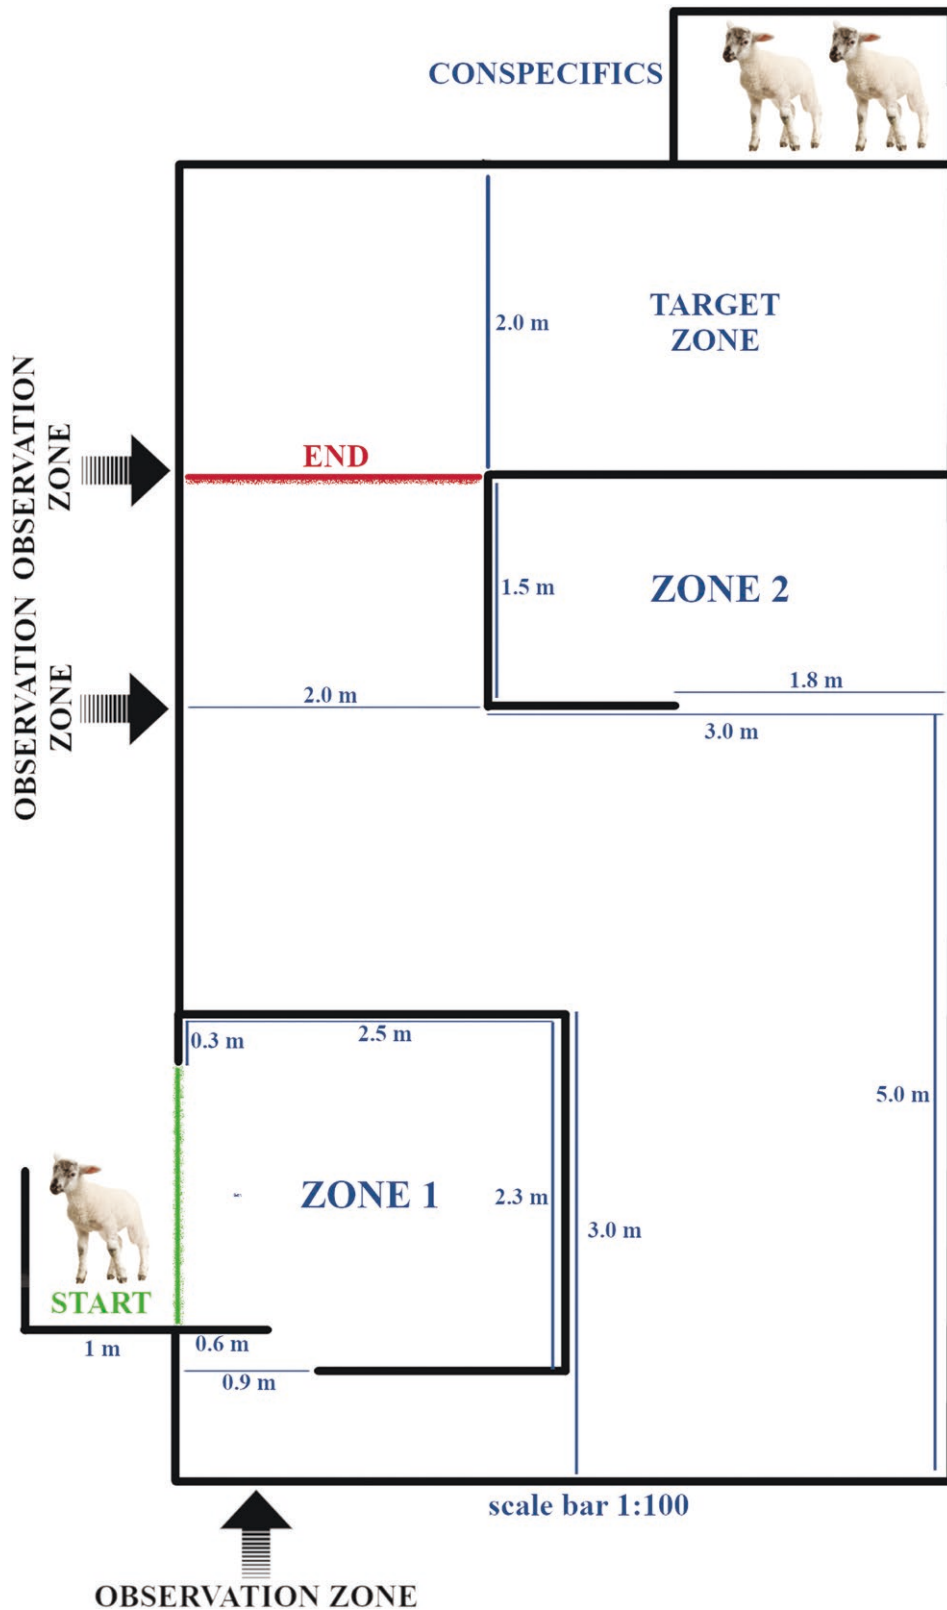 CONSPECIFICS
TARGET
ZONE
2.0 m
END
OBSERVATION
ZONE
ZONE 2
1.5 m
1.8 m
2.0 m
3.0 m
OBSERVATION
ZONE
0.3 m
2.5 m
5.0 m
ZONE 1
2.3 m
3.0 m
START
1 m
0.6 m
0.9 m
scale bar 1:100
OBSERVATION ZONE